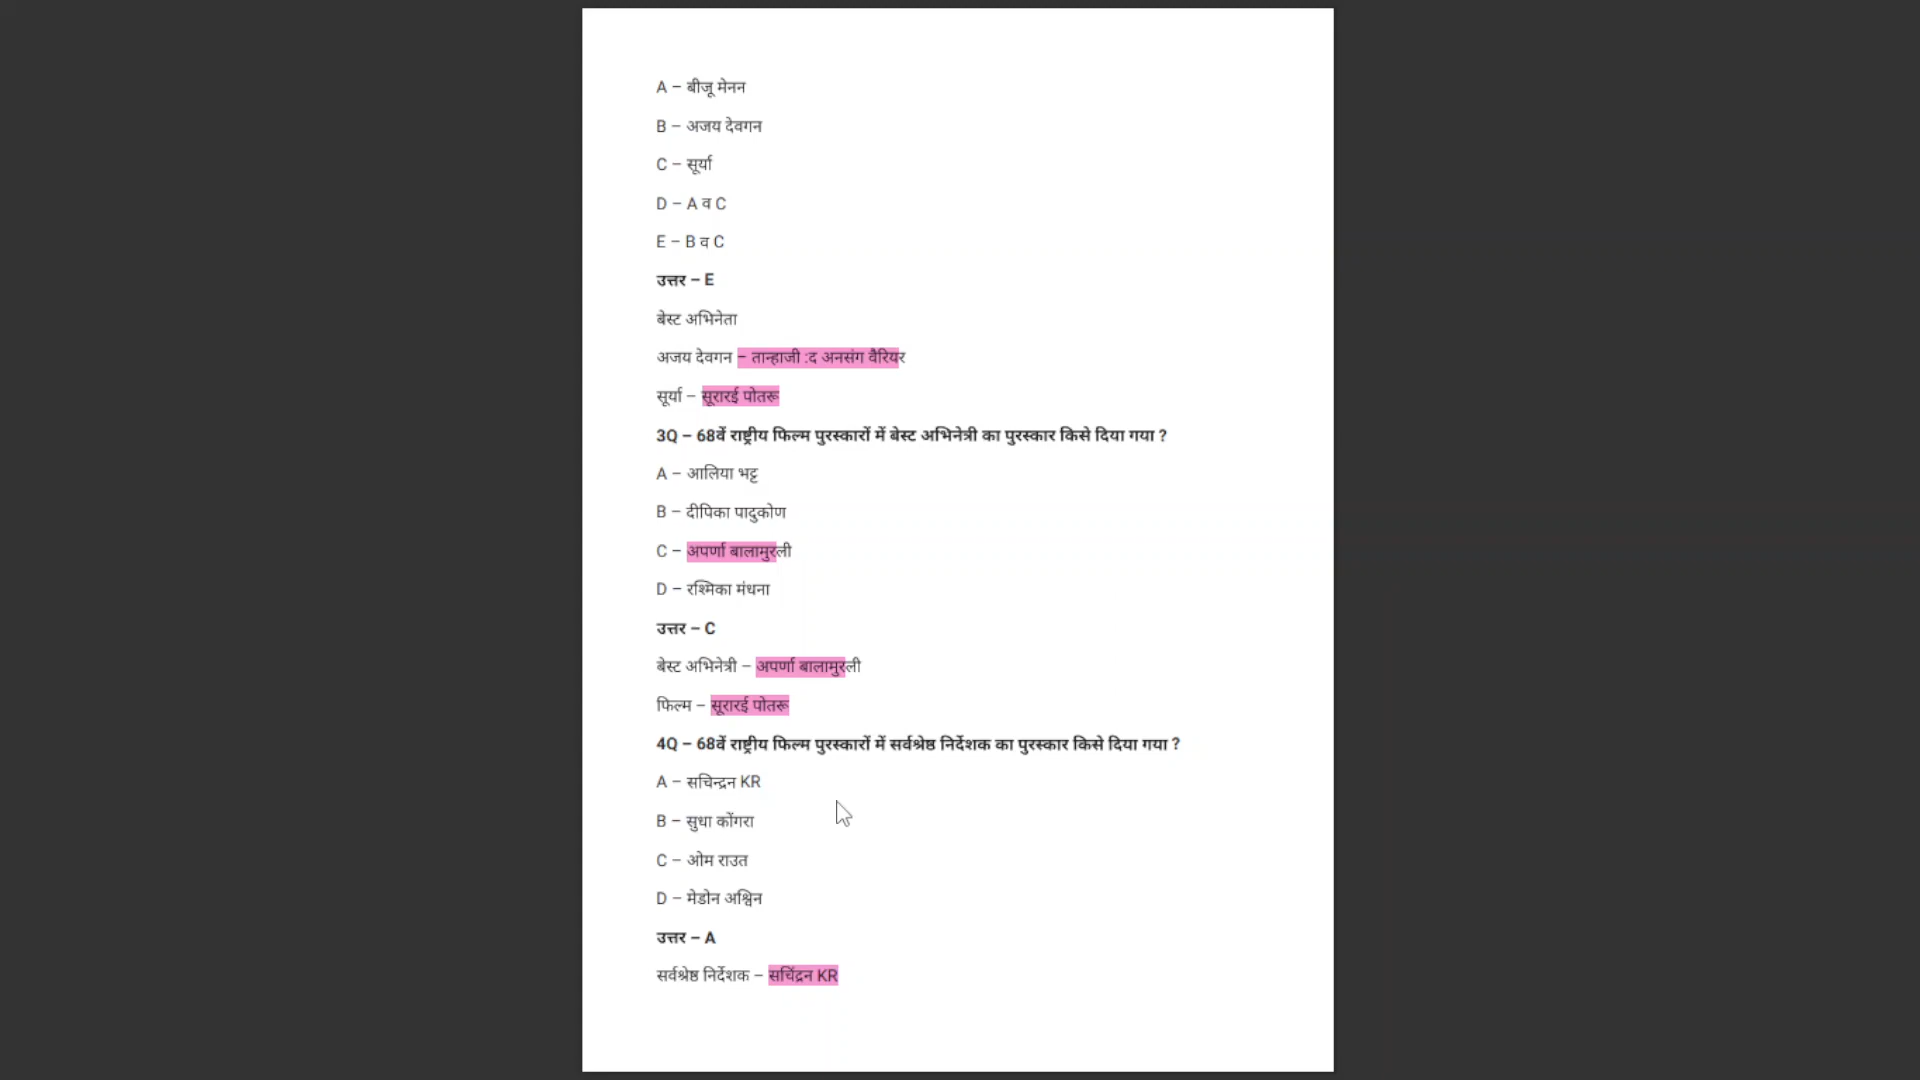 A – बीजू मेनन
B – अजय देवगन
C – सूर्या
D – A व C
E – B व C
उत्तर – E
बेस्ट अभिनेता
अजय देवगन – तान्हाजी :द अनसंग वैरियर
सूर्या – सूरारई पोतरू
3Q – 68वें राष्ट्रीय फिल्म पुरस्कारों में बेस्ट अभिनेत्री का पुरस्कार किसे दिया गया ?
A – आलिया भट्ट
B – दीपिका पादुकोण
C – अपर्णा बालामुरली
D – रश्मिका मंधना
उत्तर – C
बेस्ट अभिनेत्री – अपर्णा बालामुरली
फिल्म – सूरारई पोतरू
4Q – 68वें राष्ट्रीय फिल्म पुरस्कारों में सर्वश्रेष्ठ निर्देशक का पुरस्कार किसे दिया गया ?
A – सचिन्द्रन KR
B – सुधा कोंगरा
C – ओम राउत
D – मेडोन अश्विन
उत्तर – A
सर्वश्रेष्ठ निर्देशक – सचिंद्रन KR